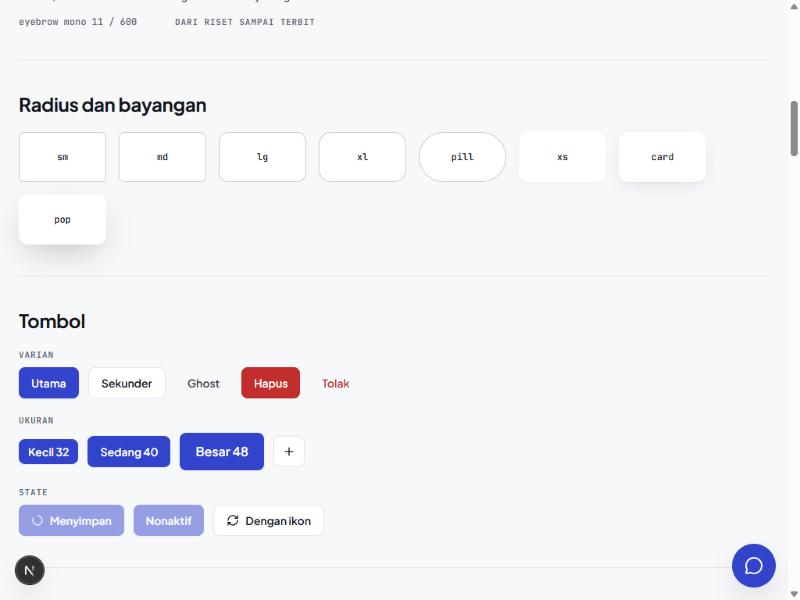 eyebrow mono 11 / 600 DARI RISET SAMPAI TERBIT
Radius dan bayangan
sm md lg xl pill xs card
pop
Tombol
VARIAN
Utama Sekunder Ghost Hapus Tolak
UKURAN
Kecil 32 Sedang 40 Besar 48 +
STATE
Menyimpan Nonaktif Dengan ikon
N